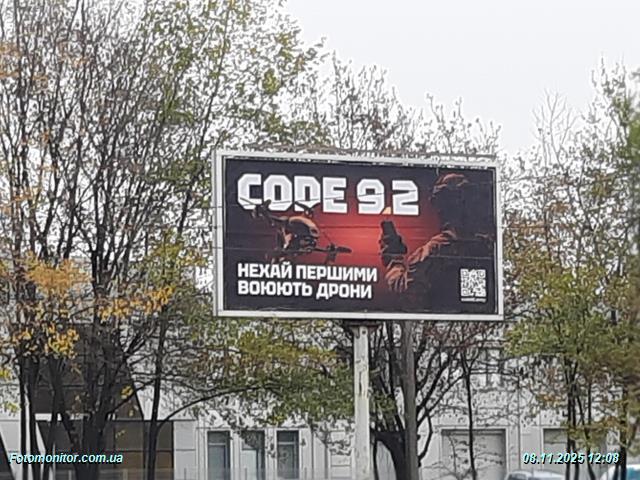 CODE 9.2
НЕХАЙ ПЕРШИМИ
ВОЮЮТЬ ДРОНИ
Fotomonitor.com.ua
08.11.2025 12:08